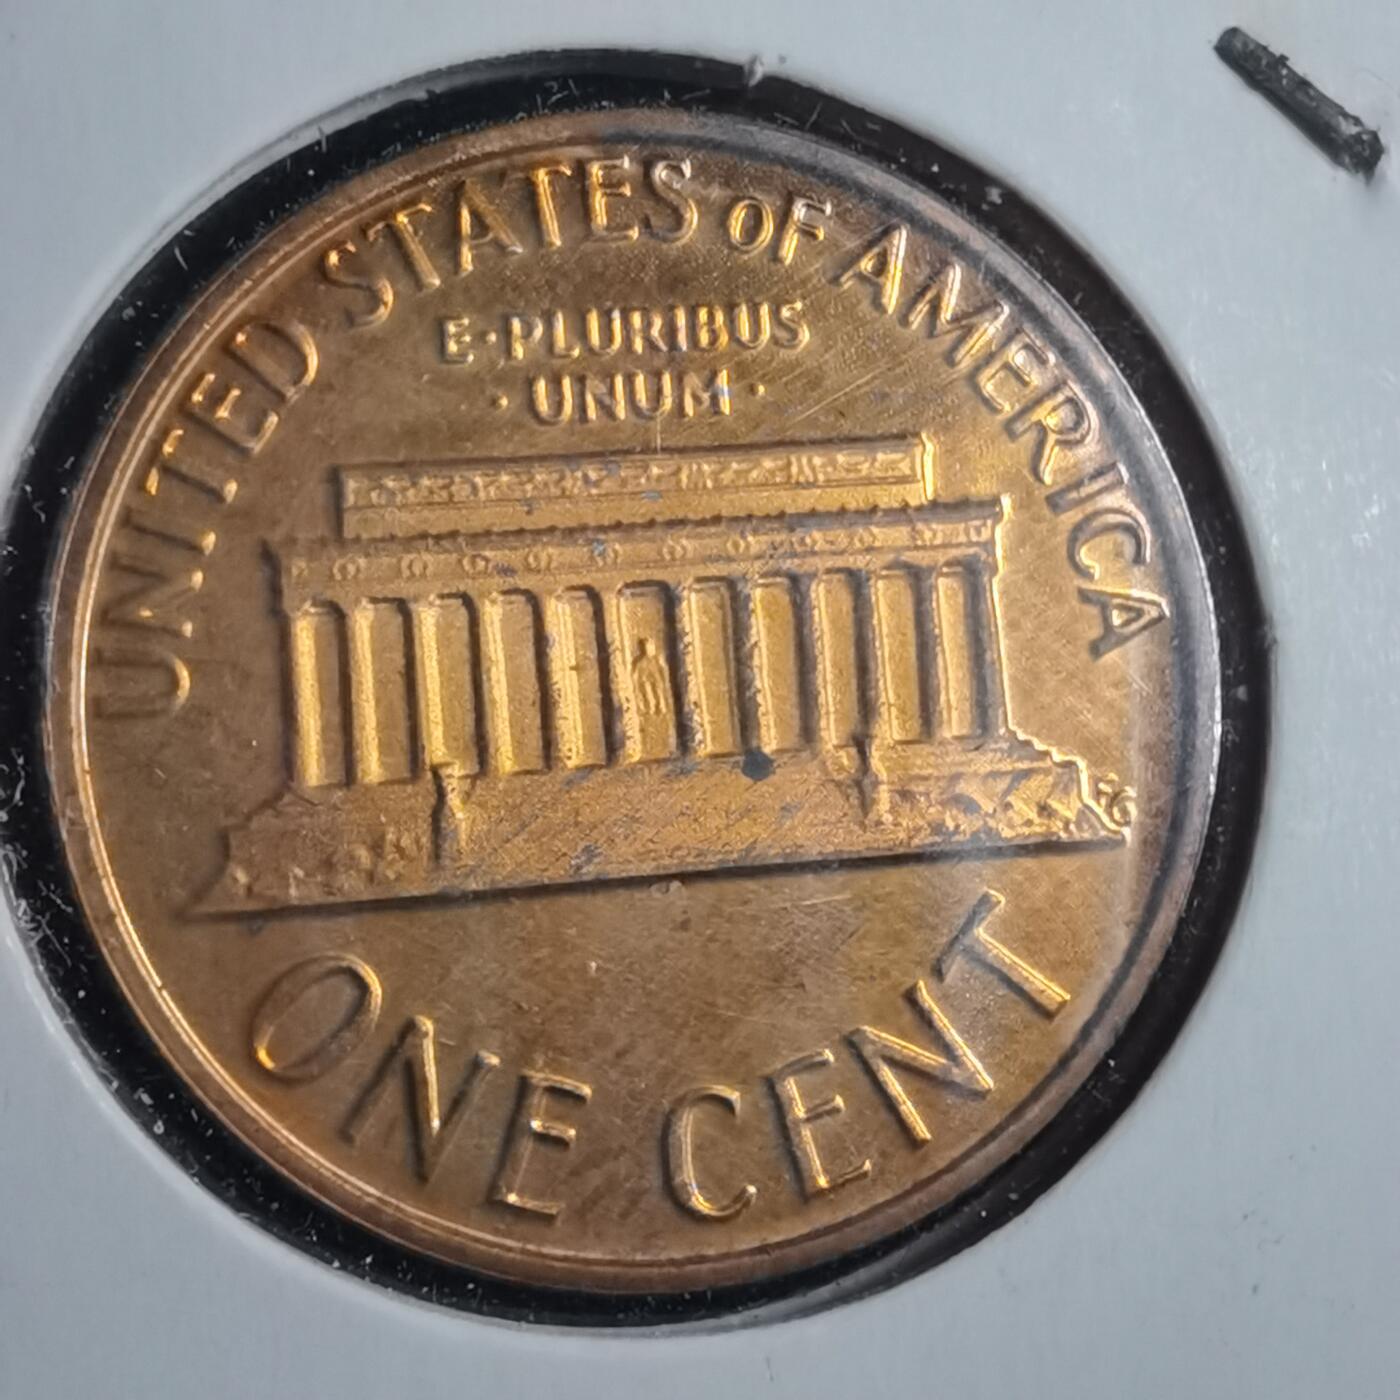 UNITED STATES OF AMERICA
E·PLURIBUS
·UNUM·
FG
ONE CENT